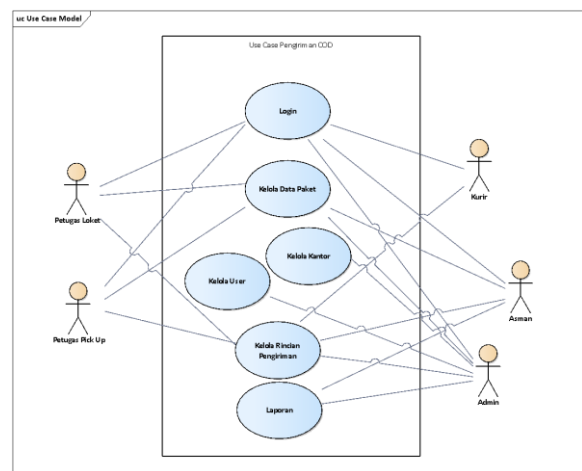 uc Use Case Model
Use Case Pengiriman COD
Login
Kelola Data Paket
Kelola Kantor
Kelola User
Kelola Rincian
Pengiriman
Laporan
Petugas Loket
Petugas Pick Up
Kurir
Asman
Admin